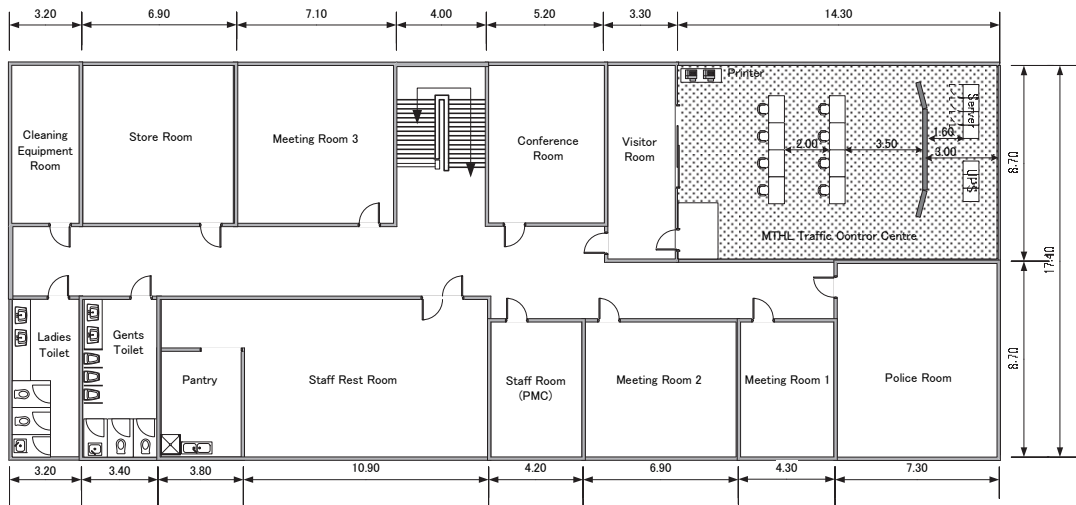 3.20
6.90
7.10
4.00
5.20
3.30
14.30
Printer
Server
1.60
2.00
3.50
3.00
UPS
Cleaning
Equipment
Room
Store Room
Meeting Room 3
Conference
Room
Visitor
Room
MTHL Traffic Contror Centre
8.70
17.40
8.70
Ladies
Toilet
Gents
Toilet
Pantry
Staff Rest Room
Staff Room
(PMC)
Meeting Room 2
Meeting Room 1
Police Room
3.20
3.40
3.80
10.90
4.20
6.90
4.30
7.30